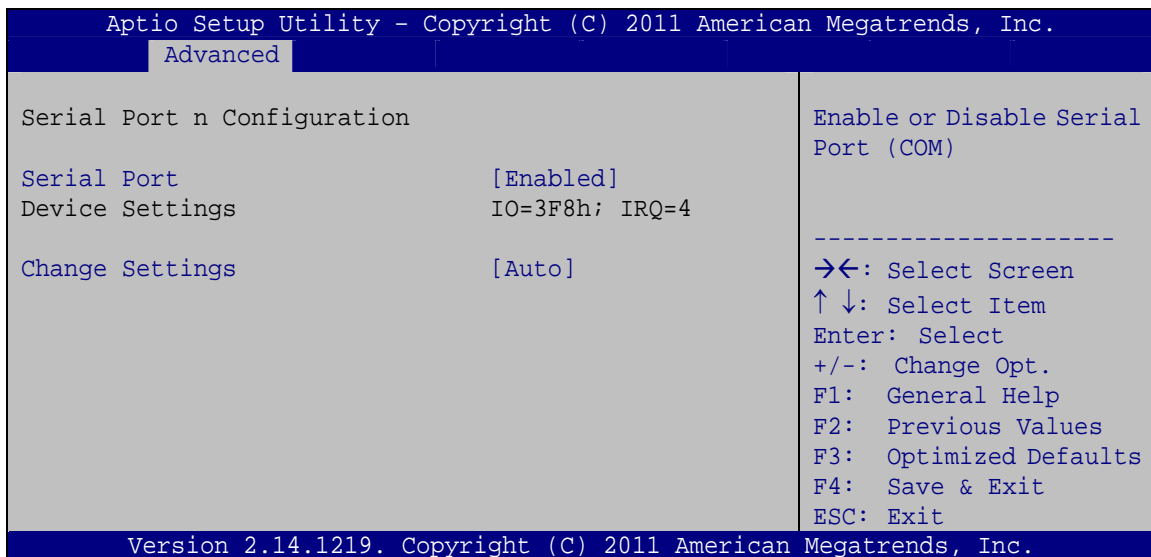 Aptio Setup Utility – Copyright (C) 2011 American Megatrends, Inc.
Advanced
Serial Port n Configuration
Serial Port [Enabled]
Device Settings IO=3F8h; IRQ=4
Change Settings [Auto]
Enable or Disable Serial
Port (COM)
---------------------
→←: Select Screen
↑ ↓: Select Item
Enter: Select
+/-: Change Opt.
F1: General Help
F2: Previous Values
F3: Optimized Defaults
F4: Save & Exit
ESC: Exit
Version 2.14.1219. Copyright (C) 2011 American Megatrends, Inc.